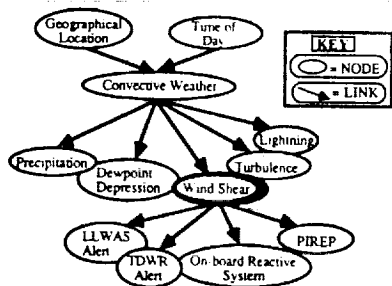 Geographical
Location
Time of
Day
KEY
= NODE
= LINK
Convective Weather
Lightning
Precipitation
Dewpoint
Depression
Turbulence
Wind Shear
LLWAS
Alert
TDWR
Alert
On-board Reactive
System
PIREP